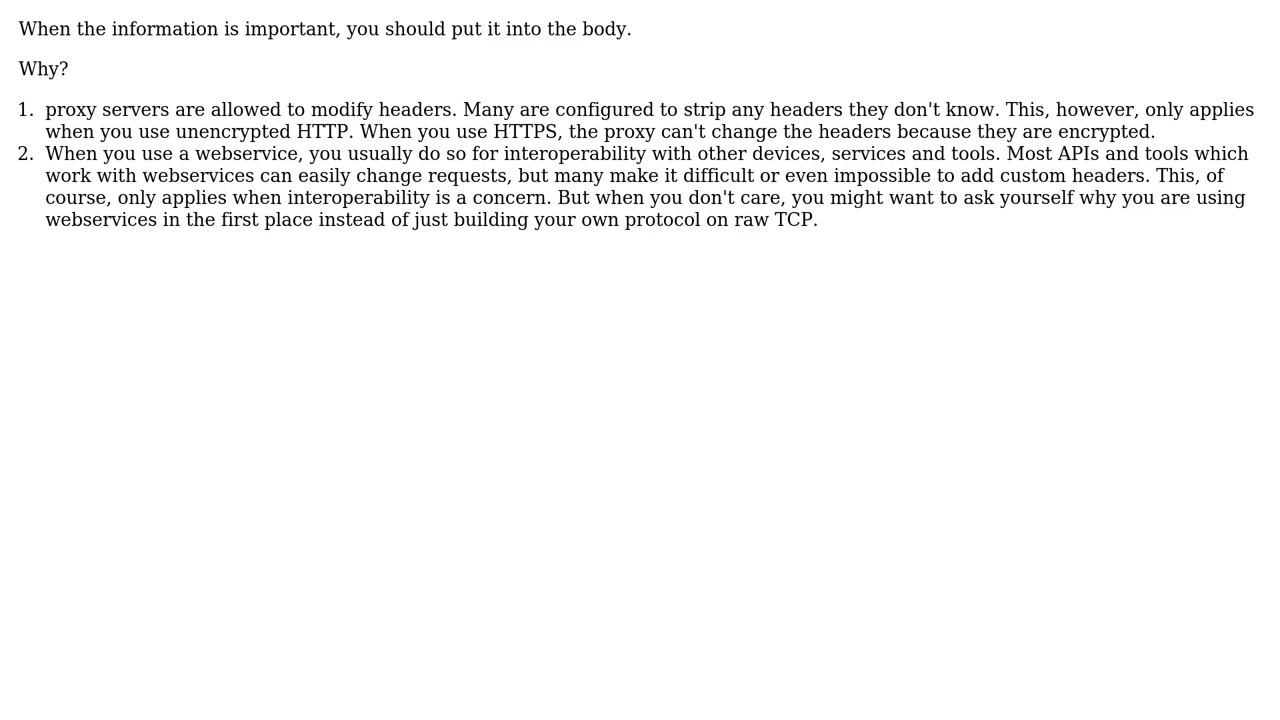 When the information is important, you should put it into the body.
Why?
1. proxy servers are allowed to modify headers. Many are configured to strip any headers they don't know. This, however, only applies
when you use unencrypted HTTP. When you use HTTPS, the proxy can't change the headers because they are encrypted.
2. When you use a webservice, you usually do so for interoperability with other devices, services and tools. Most APIs and tools which
work with webservices can easily change requests, but many make it difficult or even impossible to add custom headers. This, of
course, only applies when interoperability is a concern. But when you don't care, you might want to ask yourself why you are using
webservices in the first place instead of just building your own protocol on raw TCP.